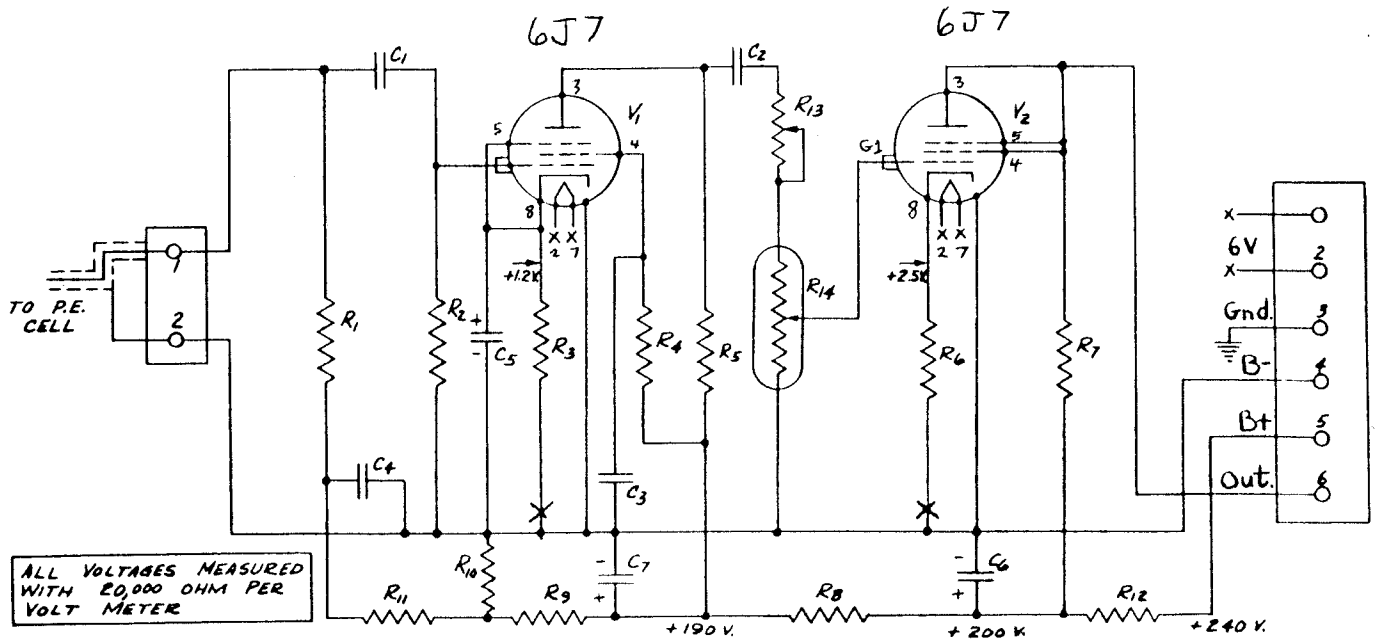 6J7
6J7
C1
C2
3
V1
5
4
8
X X
2 7
+1.2V.
R13
3
V2
G1
5
4
8
X X
2 7
+2.5V.
1
2
TO P.E.
CELL
R1
R2
+
-
C5
R3
R4
R5
R14
R6
R7
C4
C3
X
X
X
6V
X
2
Gnd.
3
B-
4
B+
5
Out.
6
ALL VOLTAGES MEASURED
WITH 20,000 OHM PER
VOLT METER
R10
-
C7
+
-
C6
+
R11
R9
R8
R12
+190 V.
+200 V.
+240 V.